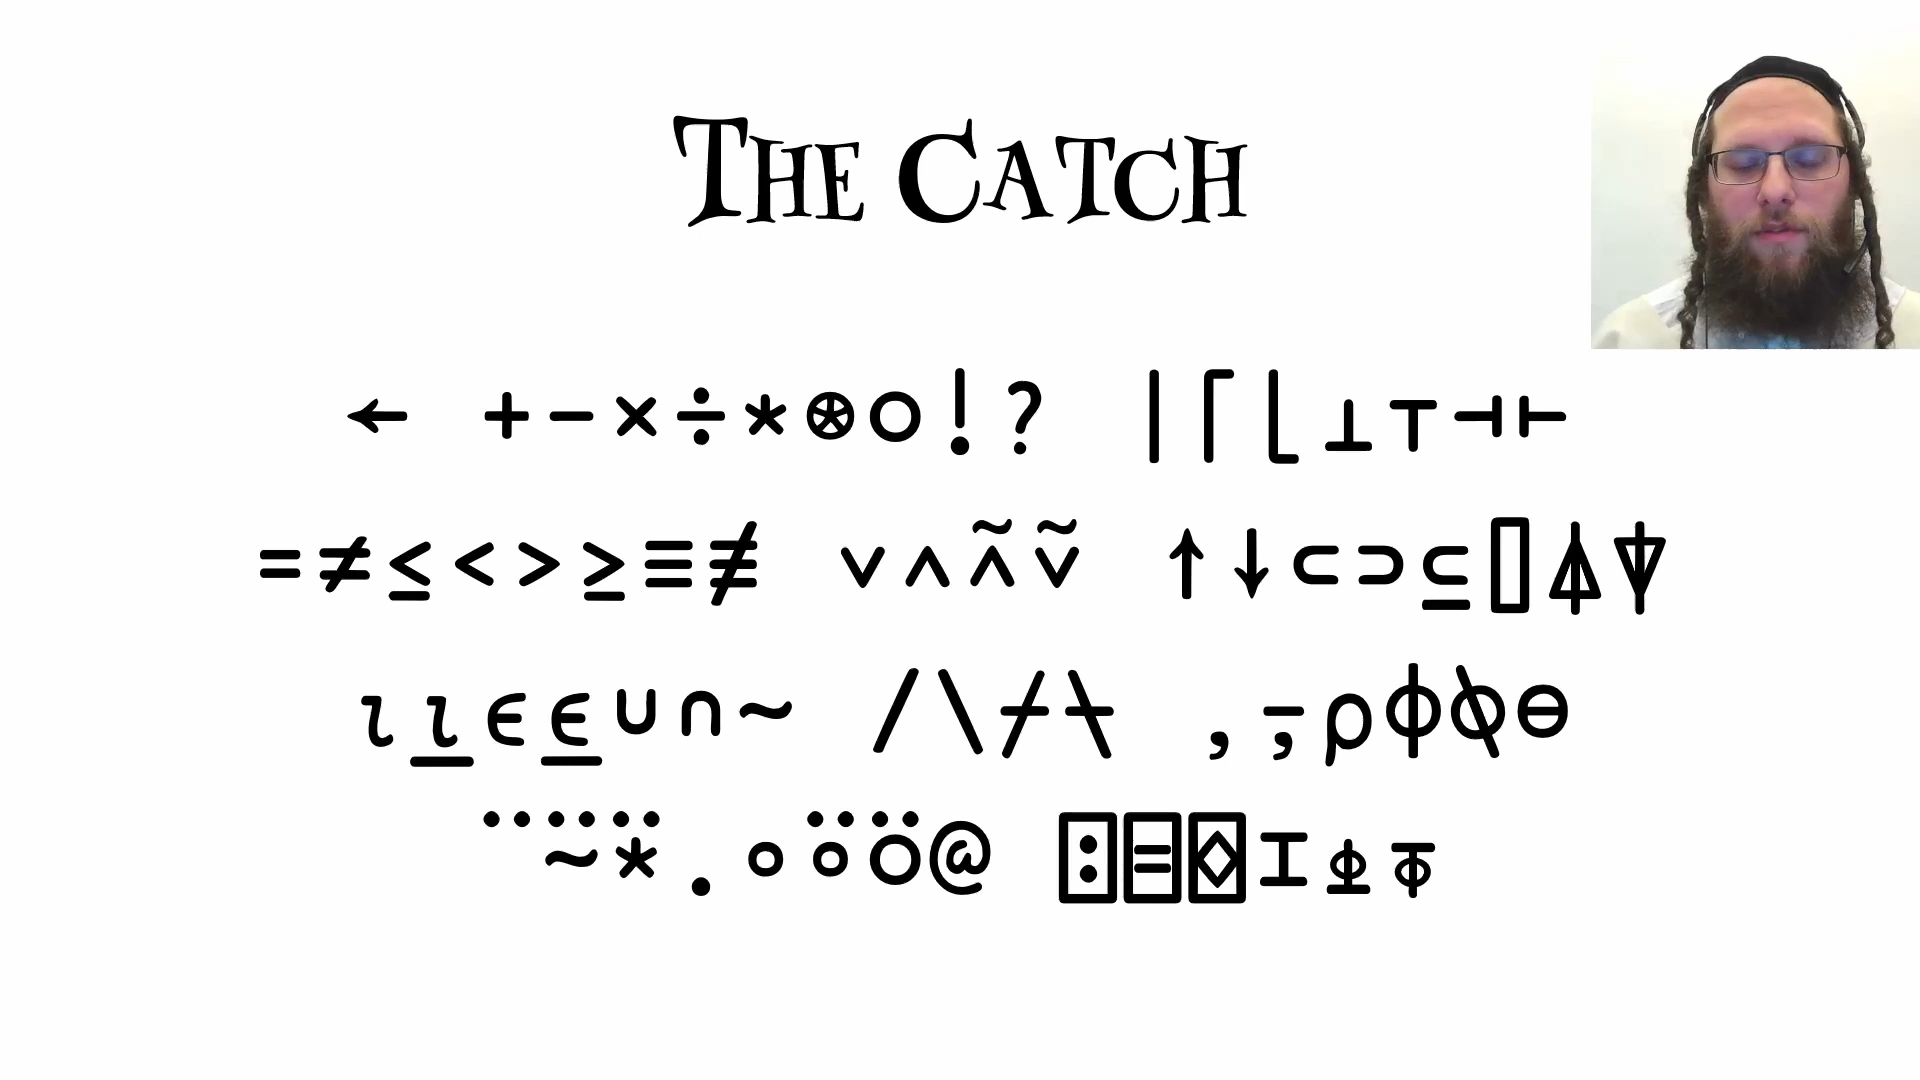 The Catch
← +-×÷*⍟○!? |⌈⌊⊥⊤⊣⊢
=≠≤<>≥≡≢ ∨∧⍲⍱ ↑↓⊂⊃⊆⌷⍋⍒
⍳⍸∊⍷∪∩~ /\⌿⍀ ,⍪⍴⌽⍉⊖
¨⍨⍣.∘⍤⍥@ ⍠⌸⌺⌶⍎⍕